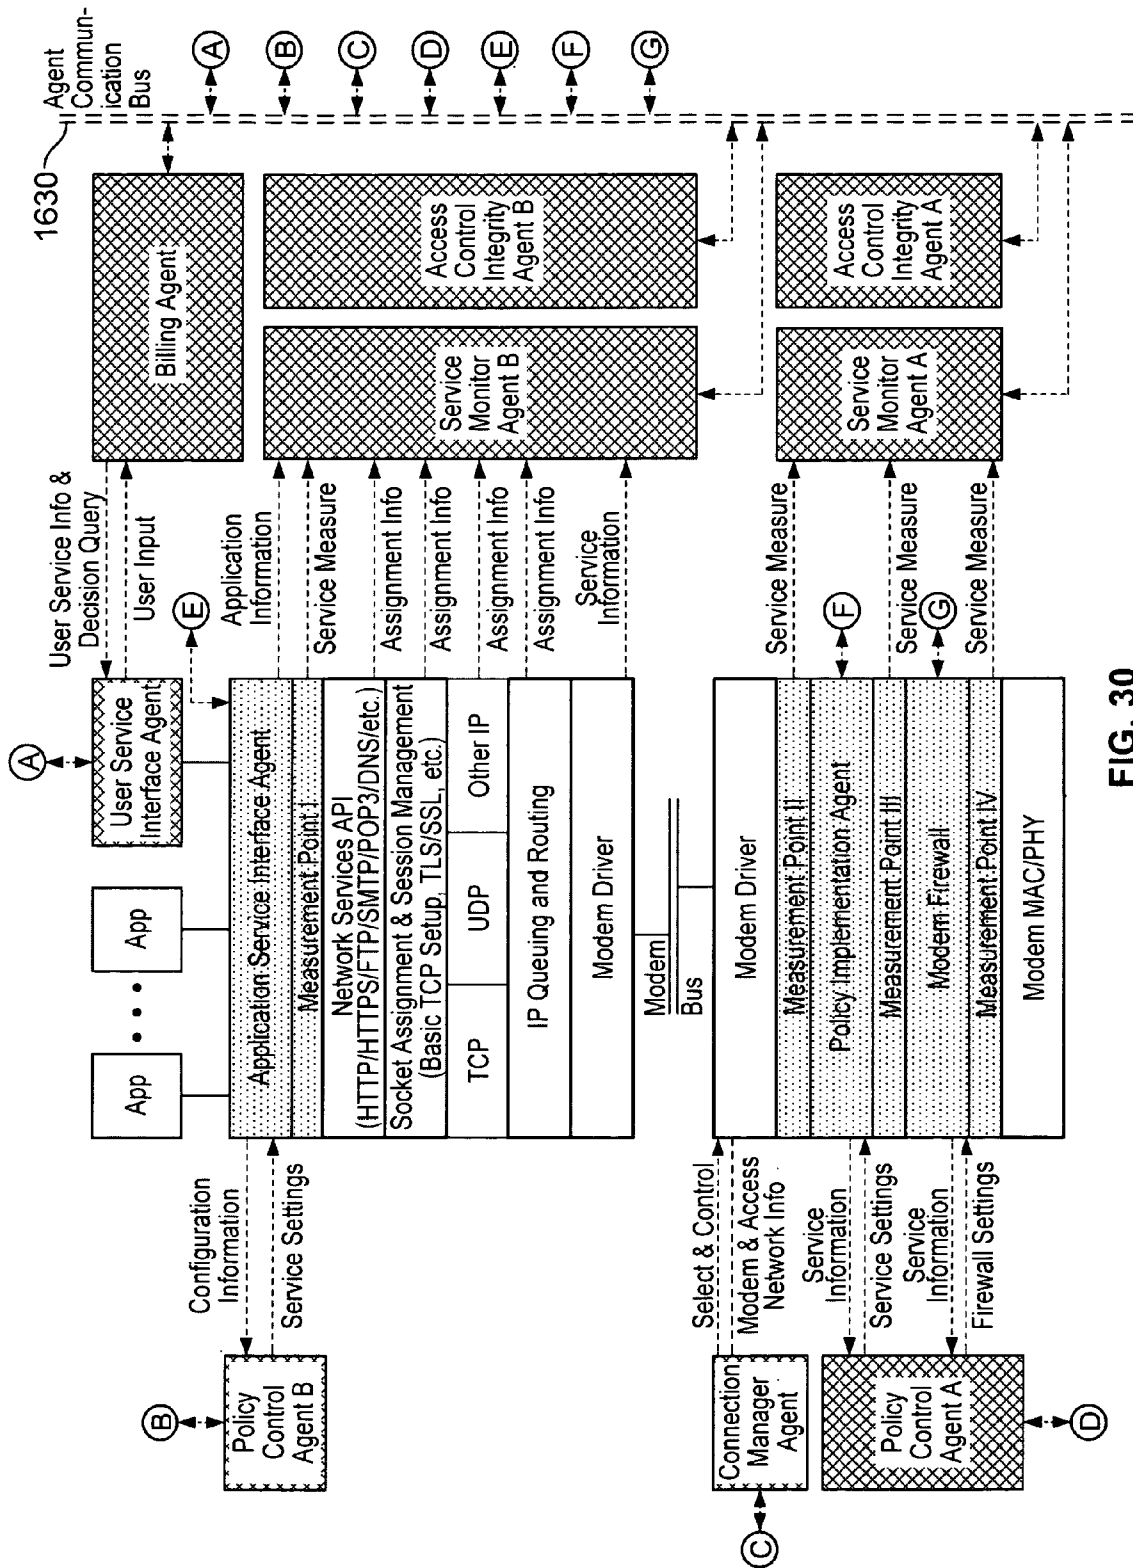 1630
Agent
Commun-
ication
Bus
A
B
C
D
E
F
G
Billing Agent
Access
Control
Integrity
Agent B
Access
Control
Integrity
Agent A
Service
Monitor
Agent B
Service
Monitor
Agent A
User Service Info &
Decision Query
User Input
E
Application
Information
Service Measure
Assignment Info
Assignment Info
Assignment Info
Assignment Info
Service
Information
Service Measure
F
Service Measure
G
Service Measure
A
User Service
Interface Agent
App
App
Application Service Interface Agent
Measurement Point I
Network Services API
(HTTP/HTTPS/FTP/SMTP/POP3/DNS/etc.)
Socket Assignment & Session Management
(Basic TCP Setup, TLS/SSL, etc.)
TCP
UDP
Other IP
IP Queuing and Routing
Modem Driver
Modem
Bus
Modem Driver
Measurement Point II
Policy Implementation Agent
Measurement Point III
Modem Firewall
Measurement Point IV
Modem MAC/PHY
Configuration
Information
Service Settings
Select & Control
Modem & Access
Network Info
Service
Information
Service Settings
Service
Information
Firewall Settings
B
Policy
Control
Agent B
Connection
Manager
Agent
C
Policy
Control
Agent A
D
FIG. 30